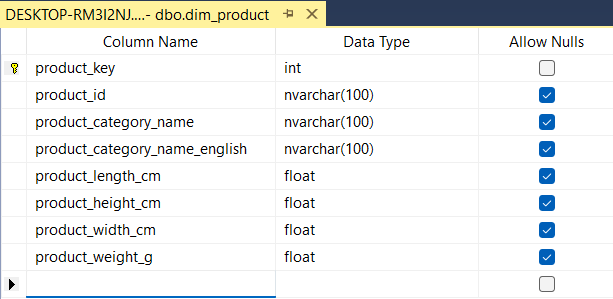 DESKTOP-RM3I2NJ....- dbo.dim_product
Column Name Data Type Allow Nulls
product_key int
product_id nvarchar(100)
product_category_name nvarchar(100)
product_category_name_english nvarchar(100)
product_length_cm float
product_height_cm float
product_width_cm float
product_weight_g float